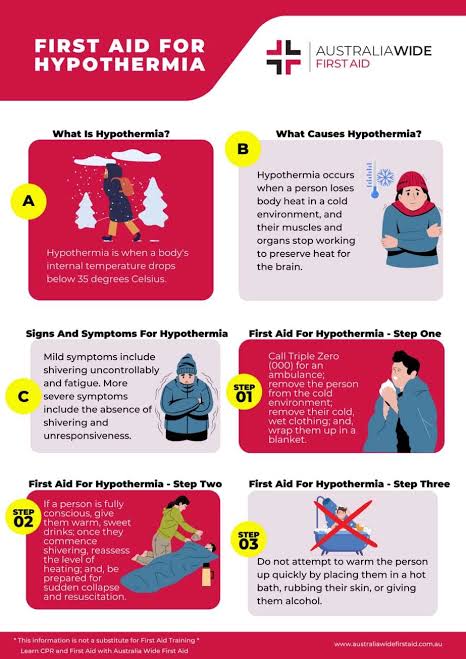 FIRST AID FOR
HYPOTHERMIA
AUSTRALIAWIDE
FIRST AID
What Is Hypothermia?
A
Hypothermia is when a body's
internal temperature drops
below 35 degrees Celsius.
What Causes Hypothermia?
B
Hypothermia occurs
when a person loses
body heat in a cold
environment, and
their muscles and
organs stop working
to preserve heat for
the brain.
Signs And Symptoms For Hypothermia
C
Mild symptoms include
shivering uncontrollably
and fatigue. More
severe symptoms
include the absence of
shivering and
unresponsiveness.
First Aid For Hypothermia - Step One
STEP
01
Call Triple Zero
(000) for an
ambulance;
remove the person
from the cold
environment;
remove their cold,
wet clothing; and,
wrap them up in a
blanket.
First Aid For Hypothermia - Step Two
STEP
02
If a person is fully
conscious, give
them warm, sweet
drinks; once they
commence
shivering, reassess
the level of
heating; and, be
prepared for
sudden collapse
and resuscitation.
First Aid For Hypothermia - Step Three
STEP
03
Do not attempt to warm the person
up quickly by placing them in a hot
bath, rubbing their skin, or giving
them alcohol.
* This information is not a substitute for First Aid Training *
Learn CPR and First Aid with Australia Wide First Aid
www.australiawidefirstaid.com.au